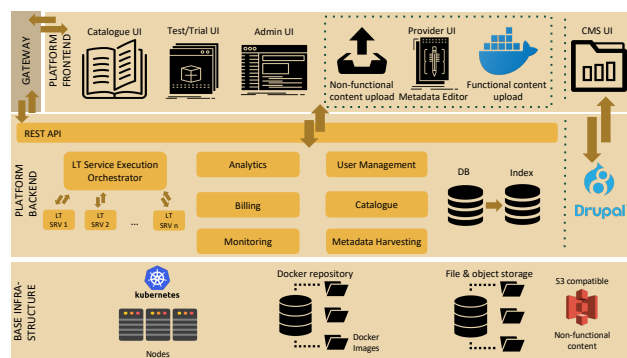 GATEWAY
PLATFORM
FRONTEND
Catalogue UI
Test/Trial UI
Admin UI
Provider UI
Non-functional
content upload
Metadata Editor
Functional content
upload
CMS UI
REST API
PLATFORM
BACKEND
LT Service Execution
Orchestrator
LT
SRV 1
LT
SRV 2
...
LT
SRV n
Analytics
Billing
Monitoring
User Management
Catalogue
Metadata Harvesting
DB
Index
Drupal
BASE INFRA-
STRUCTURE
kubernetes
Nodes
Docker repository
Docker
Images
File & object storage
S3 compatible
Non-functional
content